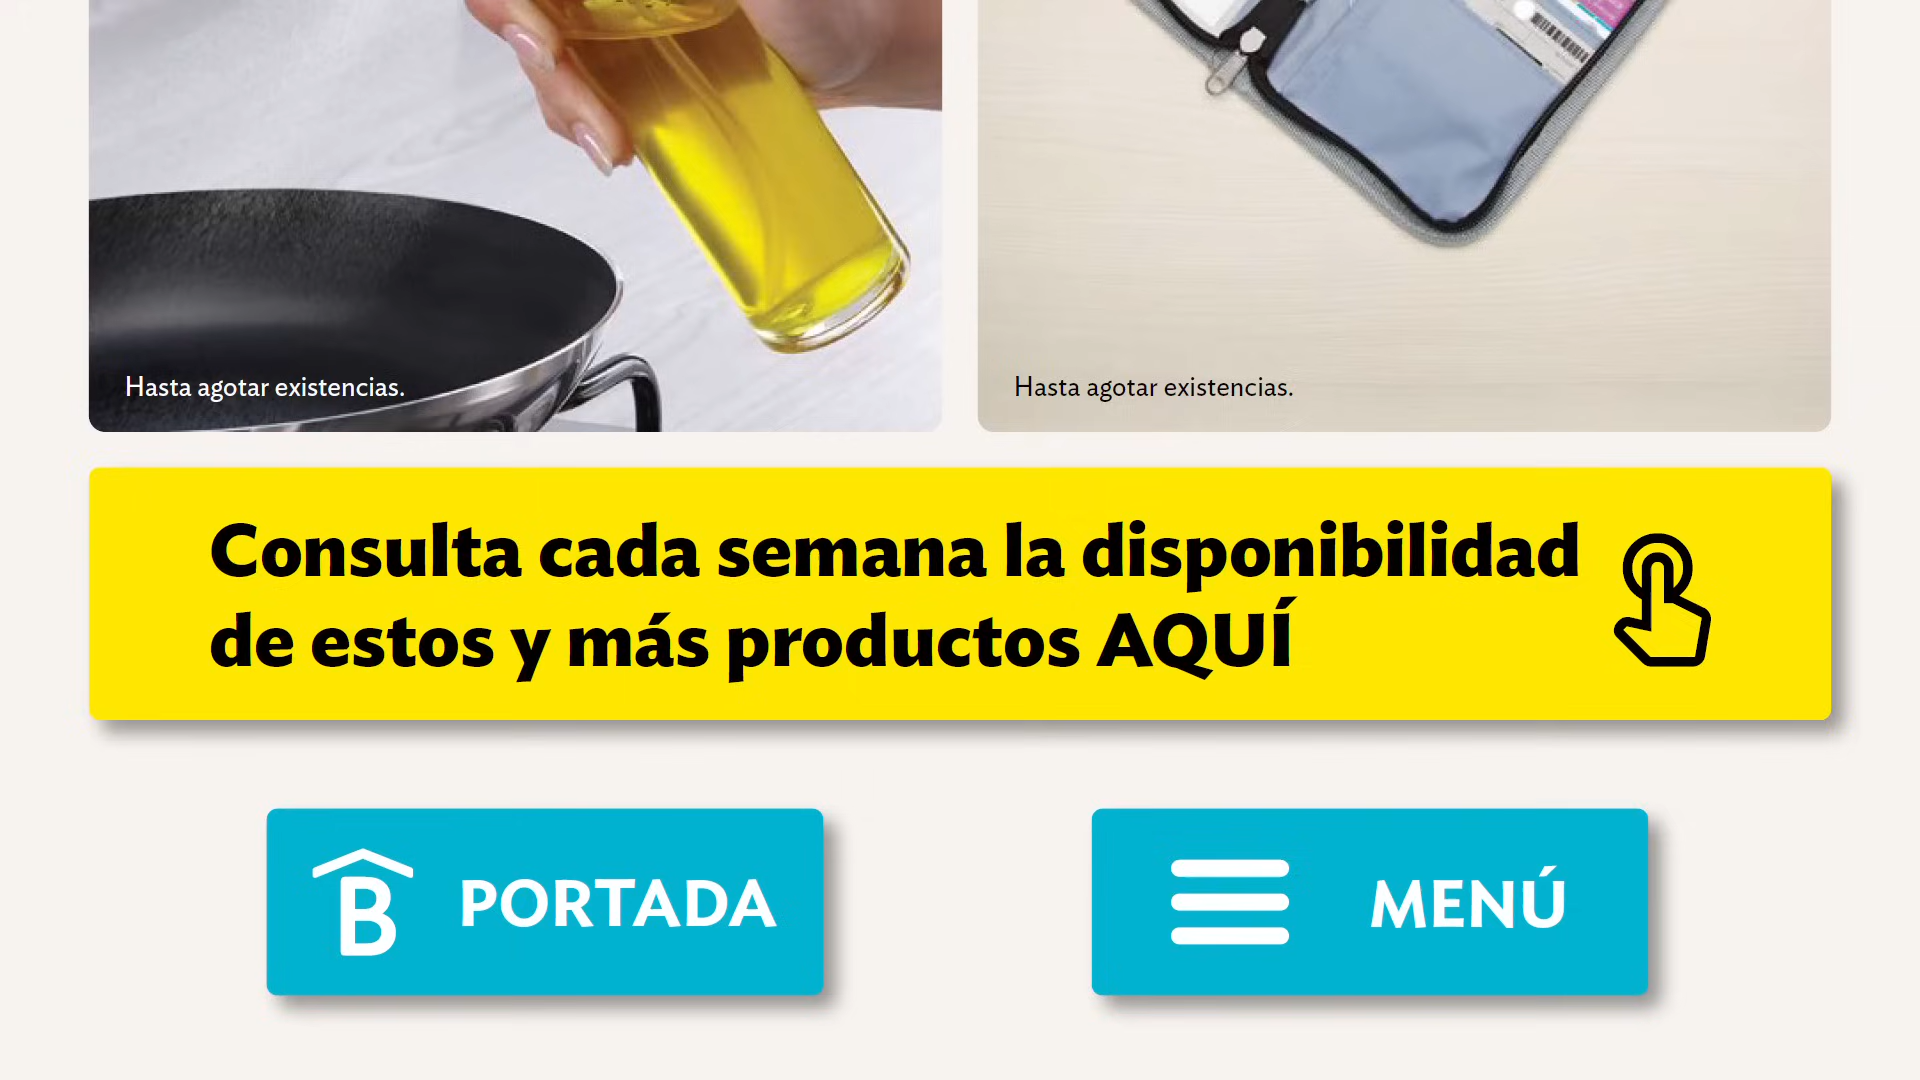 Hasta agotar existencias.
Hasta agotar existencias.
Consulta cada semana la disponibilidad
de estos y más productos AQUÍ
B PORTADA
MENÚ